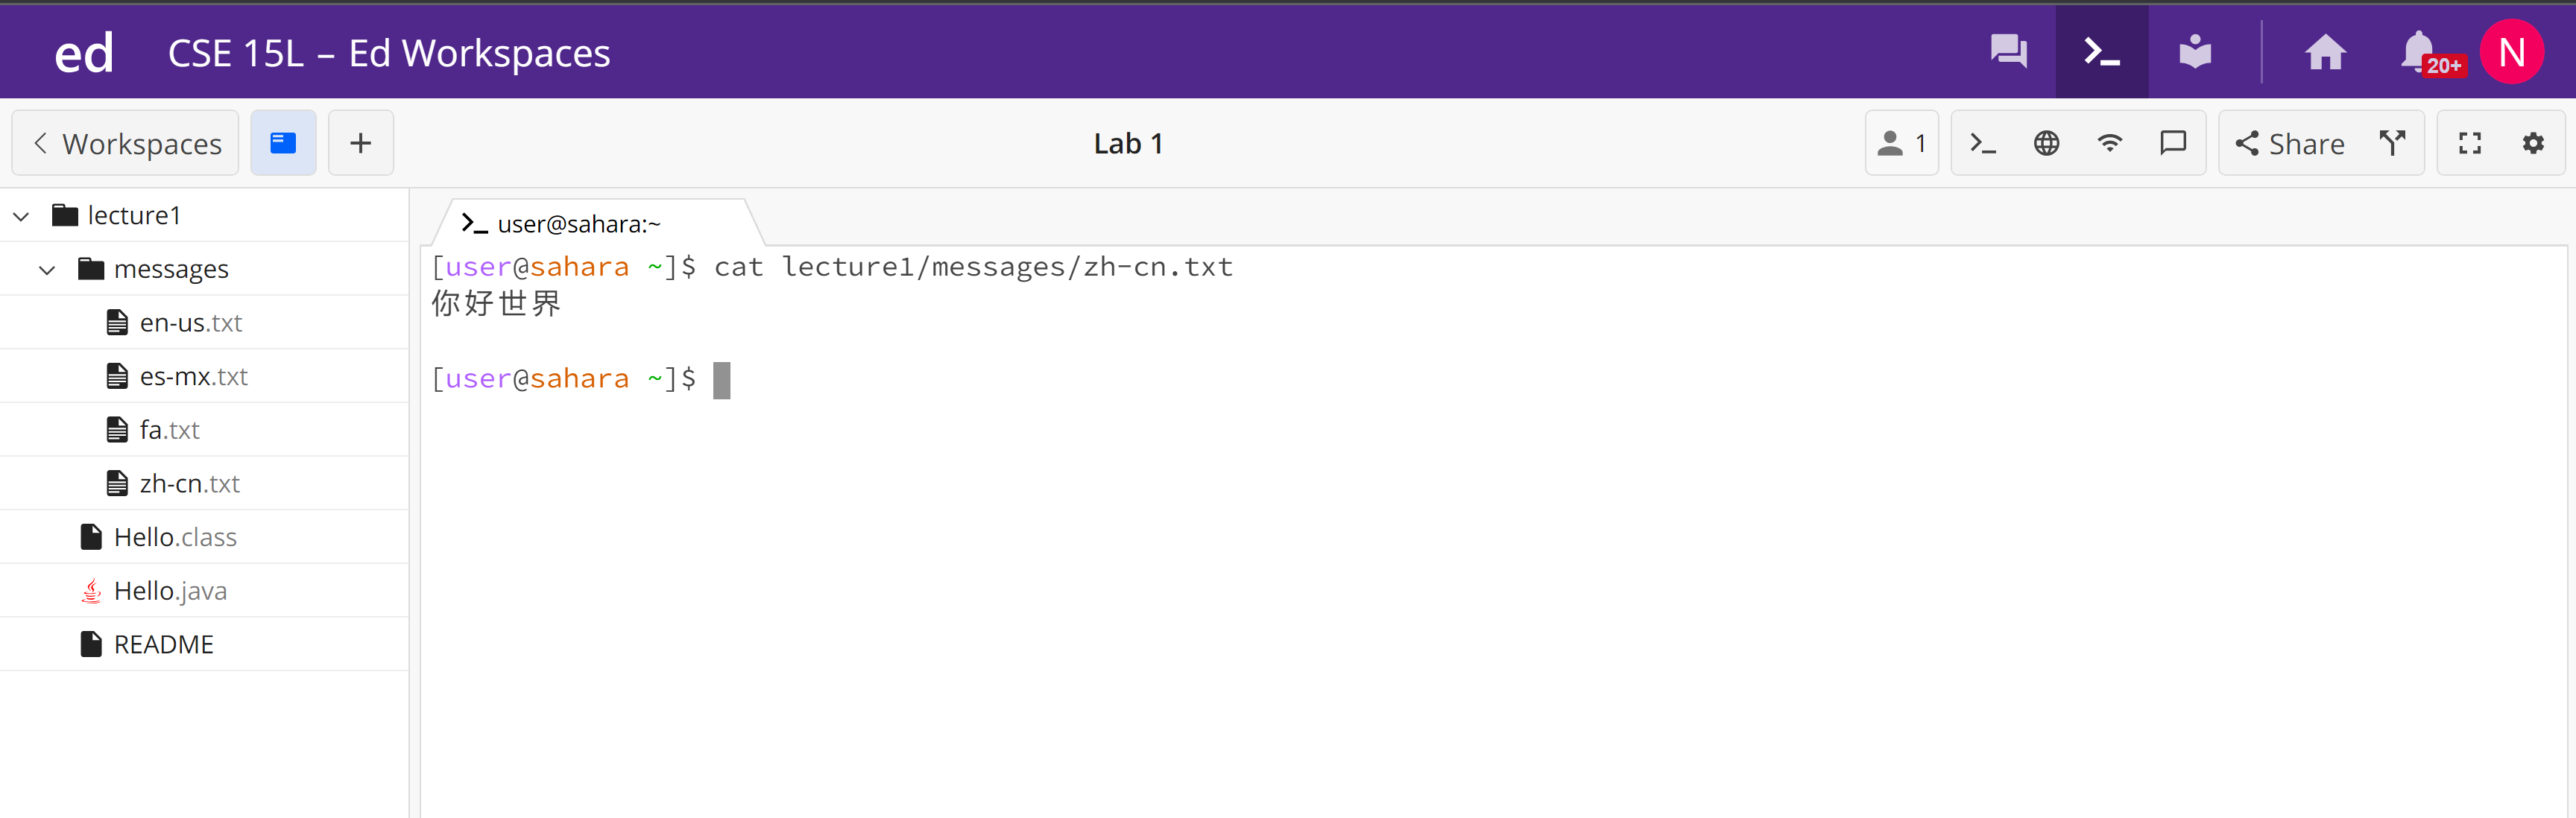 ed CSE 15L – Ed Workspaces 20+ N
Workspaces Lab 1 1 Share
lecture1
messages
en-us.txt
es-mx.txt
fa.txt
zh-cn.txt
Hello.class
Hello.java
README
user@sahara:~
[user@sahara ~]$ cat lecture1/messages/zh-cn.txt
你好世界
[user@sahara ~]$